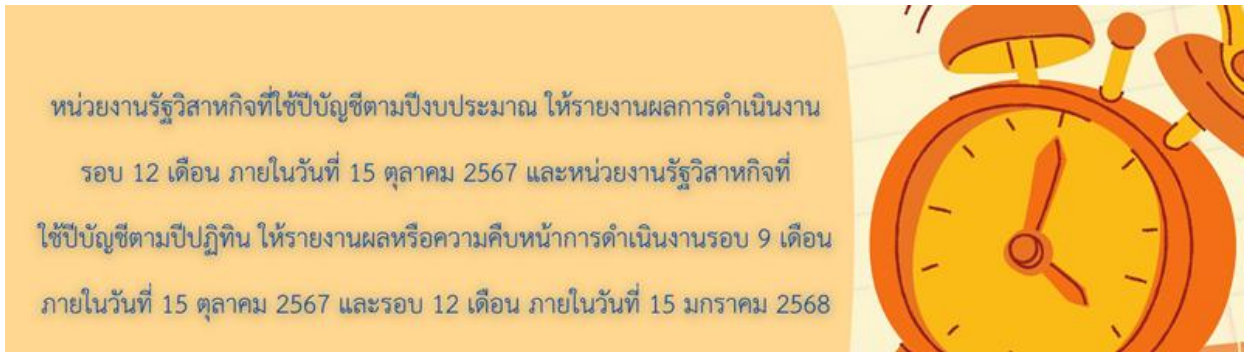 หน่วยงานรัฐวิสาหกิจที่ใช้ปีบัญชีตามปีงบประมาณ ให้รายงานผลการดำเนินงาน
รอบ 12 เดือน ภายในวันที่ 15 ตุลาคม 2567 และหน่วยงานรัฐวิสาหกิจที่
ใช้ปีบัญชีตามปีปฏิทิน ให้รายงานผลหรือความคืบหน้าการดำเนินงานรอบ 9 เดือน
ภายในวันที่ 15 ตุลาคม 2567 และรอบ 12 เดือน ภายในวันที่ 15 มกราคม 2568